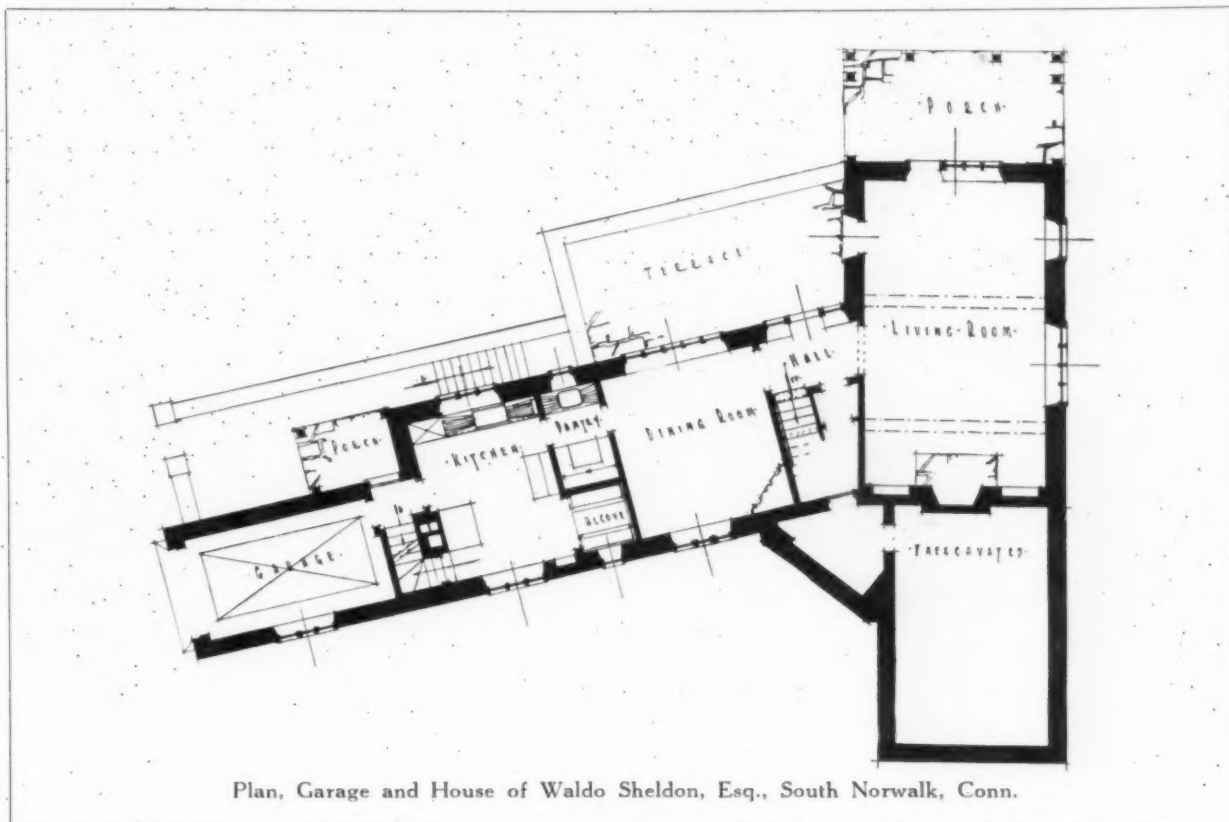 ·PORCH·
TERRACE·
·LIVING·ROOM·
HALL
DINING ROOM·
PANTRY
·KITCHEN·
·PORCH·
ALCOVE
·GARAGE·
·UNEXCAVATED·
Plan, Garage and House of Waldo Sheldon, Esq., South Norwalk, Conn.